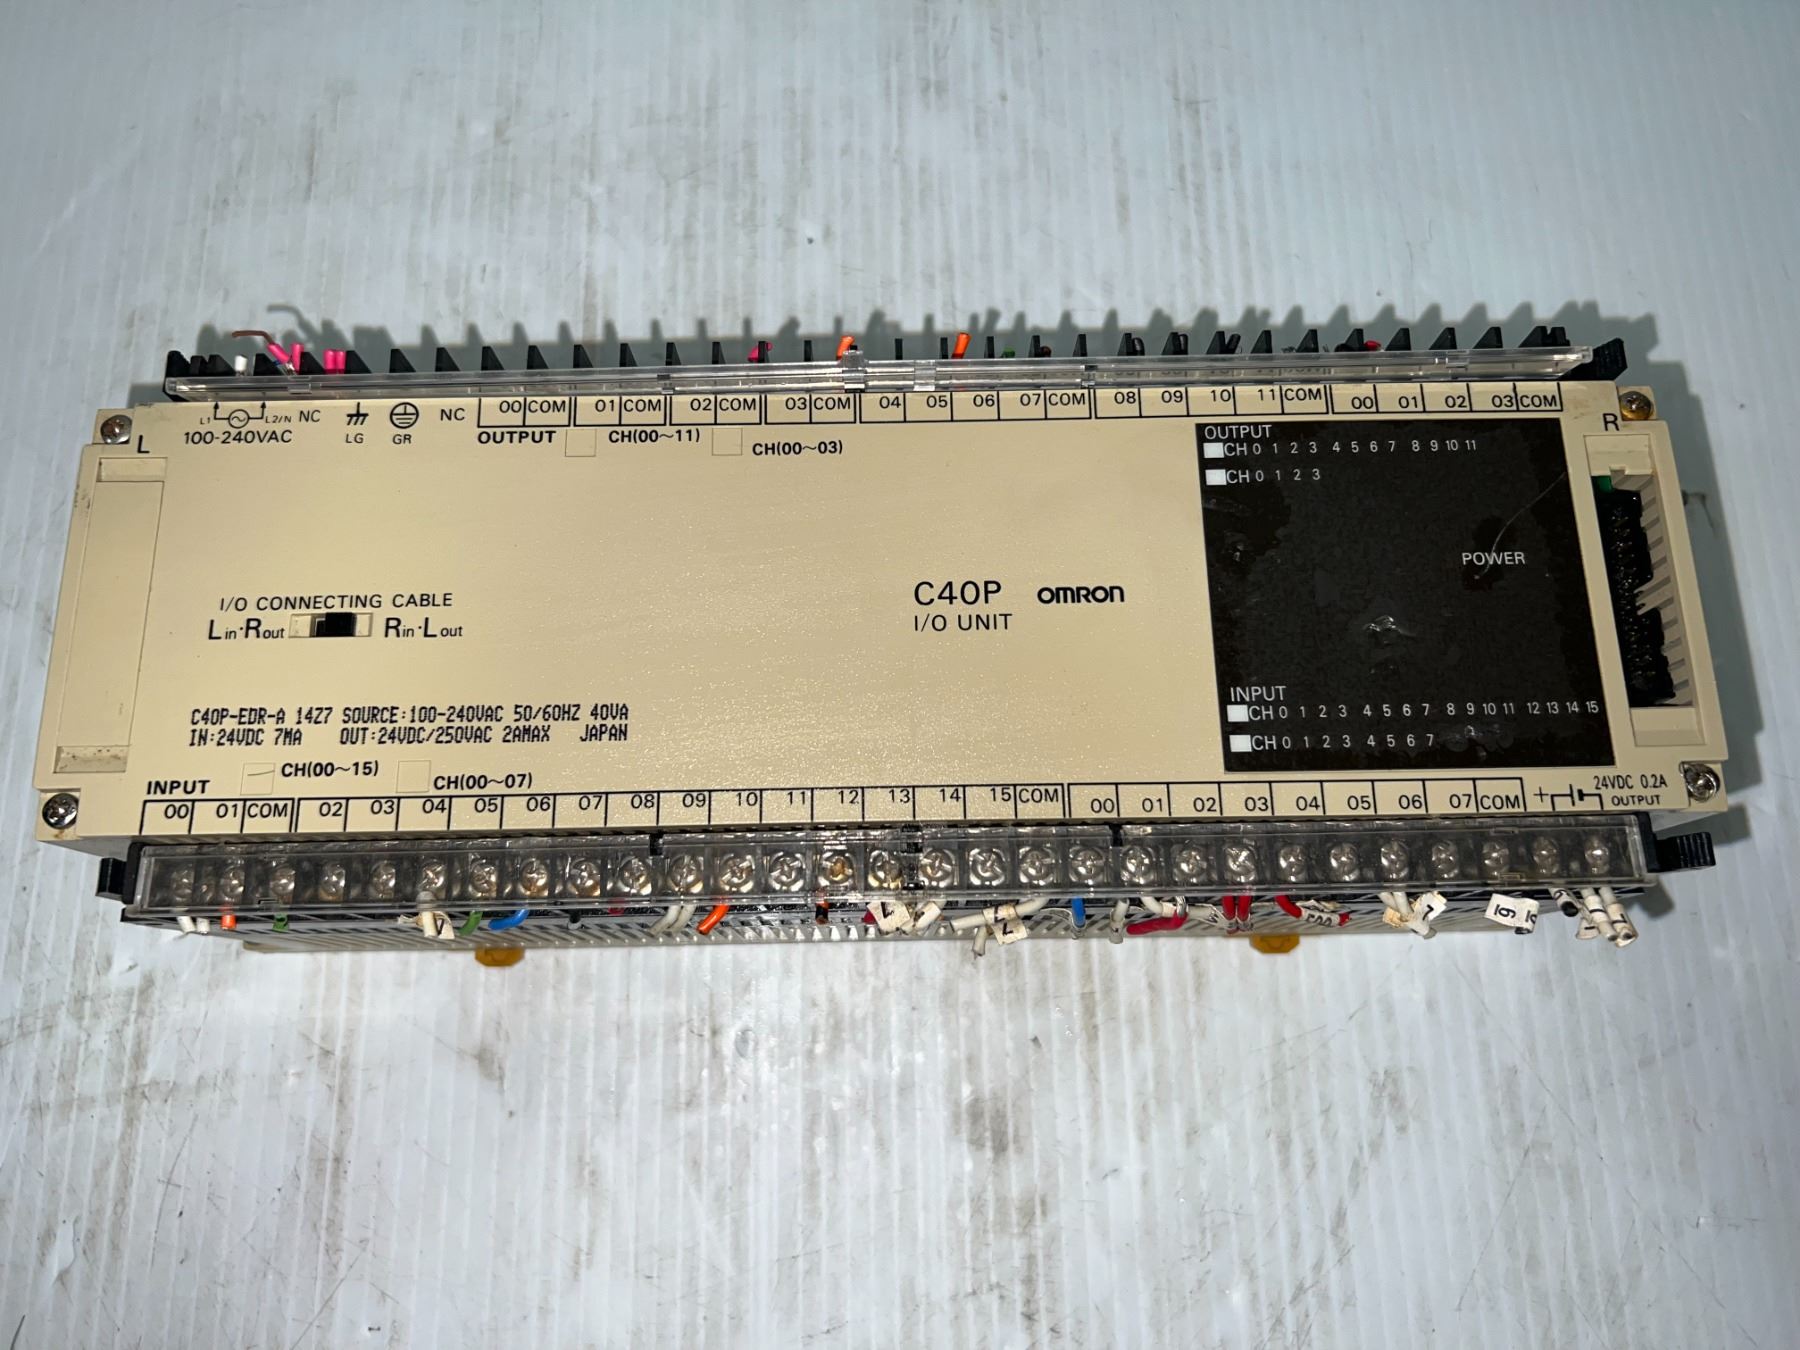 L1 L2/N NC LG GR NC 00 COM 01 COM 02 COM 03 COM 04 05 06 07 COM 08 09 10 11 COM 00 01 02 03 COM
100-240VAC
OUTPUT CH(00~11) CH(00~03)
L
R
OUTPUT
CH 0 1 2 3 4 5 6 7 8 9 10 11
CH 0 1 2 3
POWER
C40P OMRON
I/O UNIT
I/O CONNECTING CABLE
Lin·Rout Rin·Lout
INPUT
CH 0 1 2 3 4 5 6 7 8 9 10 11 12 13 14 15
CH 0 1 2 3 4 5 6 7
C40P-EDR-A 14Z7 SOURCE:100-240VAC 50/60HZ 40VA
IN:24VDC 7MA OUT:24VDC/250VAC 2AMAX JAPAN
INPUT CH(00~15) CH(00~07)
00 01 COM 02 03 04 05 06 07 08 09 10 11 12 13 14 15 COM 00 01 02 03 04 05 06 07 COM + 24VDC 0.2A
OUTPUT